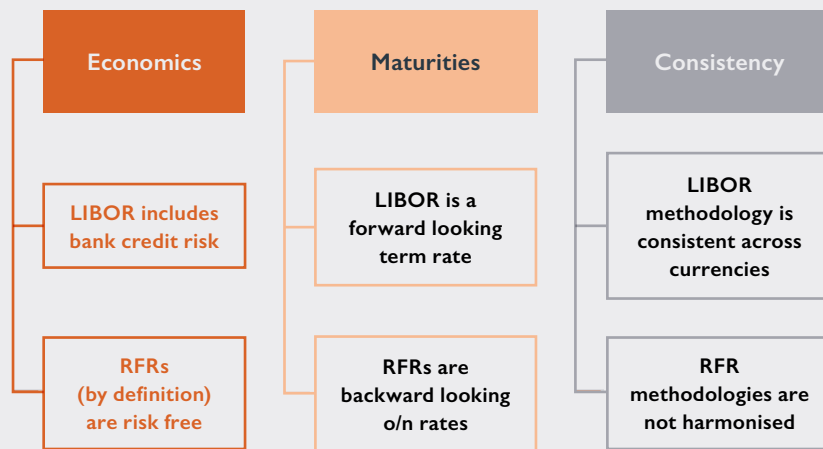 Economics
LIBOR includes
bank credit risk
RFRs
(by definition)
are risk free
Maturities
LIBOR is a
forward looking
term rate
RFRs are
backward looking
o/n rates
Consistency
LIBOR
methodology is
consistent across
currencies
RFR
methodologies are
not harmonised